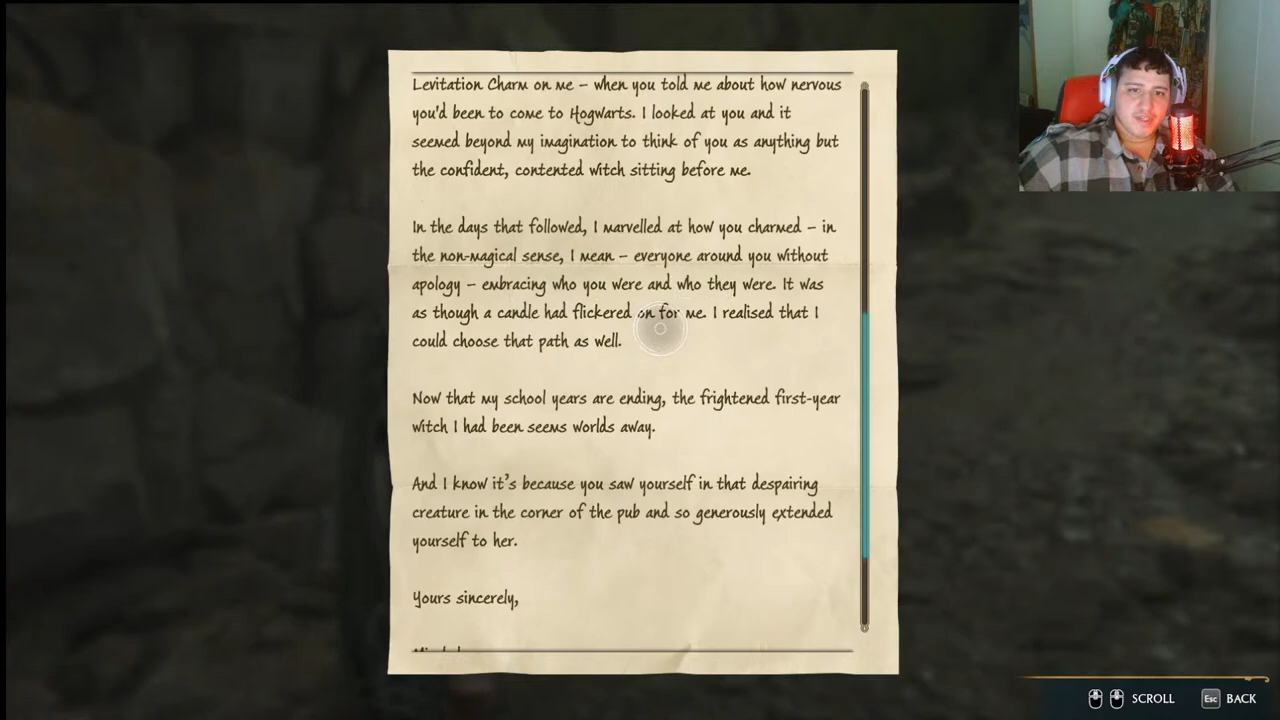 Levitation Charm on me – when you told me about how nervous
you'd been to come to Hogwarts. I looked at you and it
seemed beyond my imagination to think of you as anything but
the confident, contented witch sitting before me.
In the days that followed, I marvelled at how you charmed – in
the non-magical sense, I mean – everyone around you without
apology – embracing who you were and who they were. It was
as though a candle had flickered on for me. I realised that I
could choose that path as well.
Now that my school years are ending, the frightened first-year
witch I had been seems worlds away.
And I know it's because you saw yourself in that despairing
creature in the corner of the pub and so generously extended
yourself to her.
Yours sincerely,
SCROLL
Esc BACK